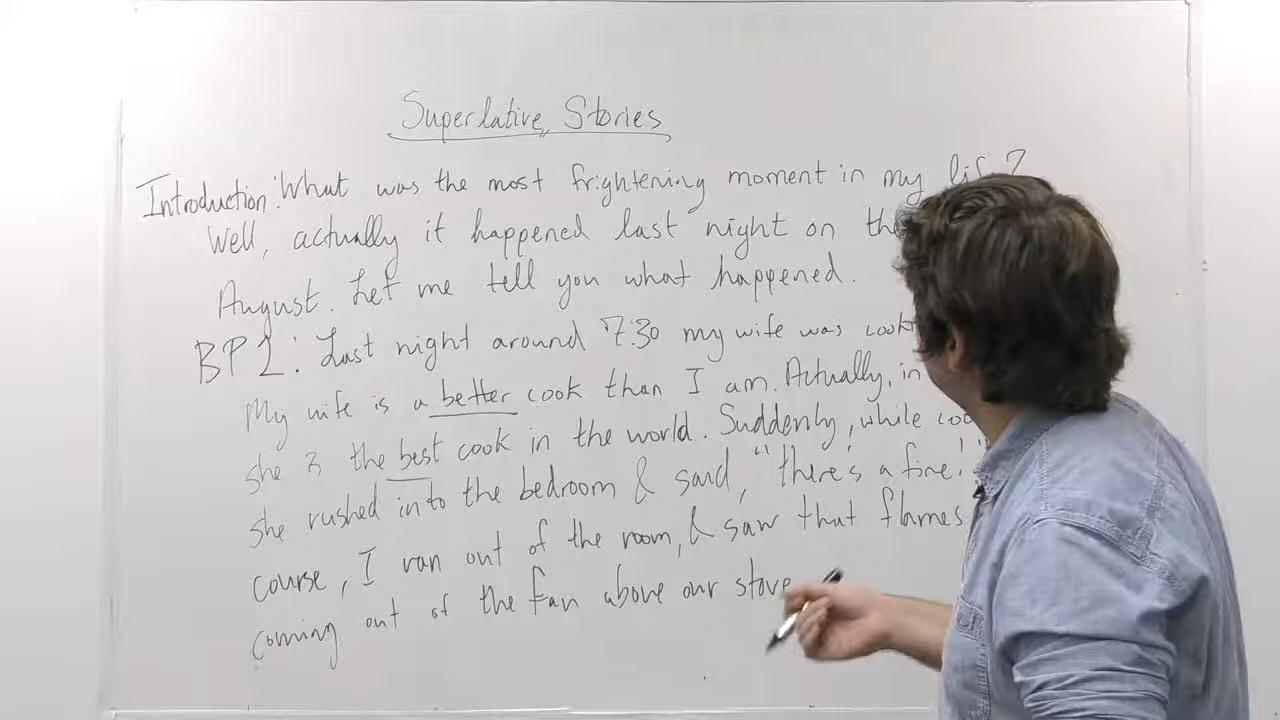 Superlative Stories
Introduction: What was the most frightening moment in my life?
Well, actually it happened last night on the
August. Let me tell you what happened.
BP1: Last night around 7:30 my wife was
My wife is a better cook than I am. Actually, in
she is the best cook in the world. Suddenly, while
she rushed into the bedroom & said, "there's a fire!"
course, I ran out of the room, & saw that flames
coming out of the fan above our stove